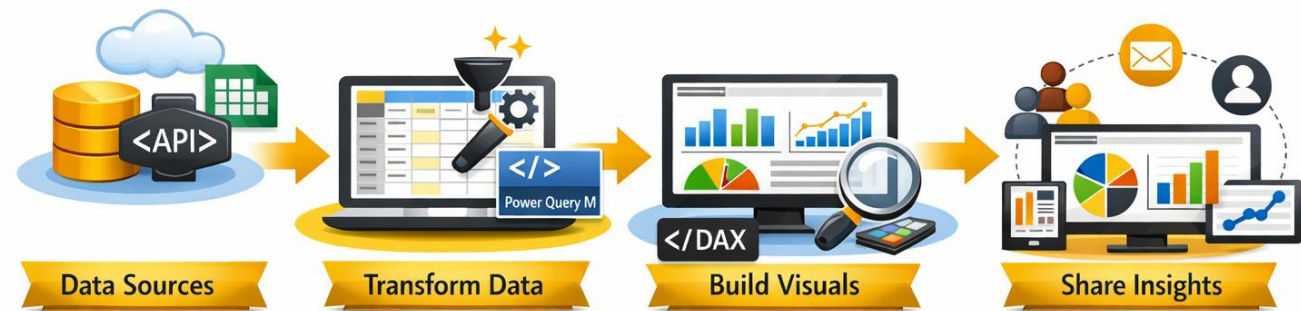 <API>
</>
Power Query M
</DAX
Data Sources
Transform Data
Build Visuals
Share Insights